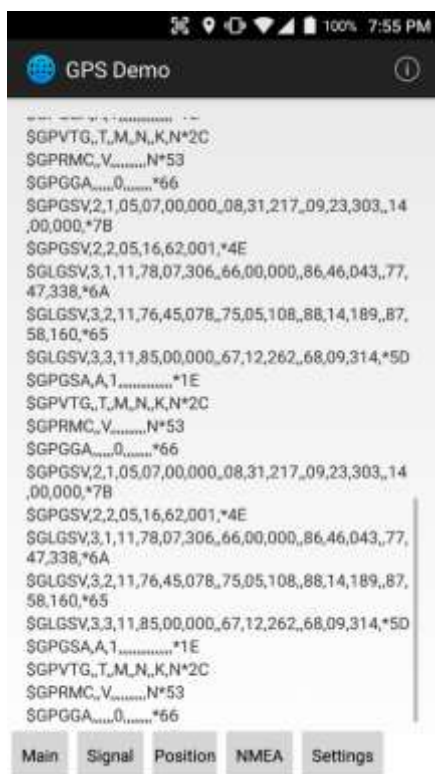 100% 7:55 PM
GPS Demo
$GPVTG,,T,,M,,N,,K,N*2C
$GPRMC,,V,,,,,,,,,,N*53
$GPGGA,,,,,,0,,,,,,,,*66
$GPGSV,2,1,05,07,00,000,,08,31,217,,09,23,303,,14
,00,000,*7B
$GPGSV,2,2,05,16,62,001,*4E
$GLGSV,3,1,11,78,07,306,,66,00,000,,86,46,043,,77,
47,338,*6A
$GLGSV,3,2,11,76,45,078,,75,05,108,,88,14,189,,87,
58,160,*65
$GLGSV,3,3,11,85,00,000,,67,12,262,,68,09,314,*5D
$GPGSA,A,1,,,,,,,,,,,,,,,*1E
$GPVTG,,T,,M,,N,,K,N*2C
$GPRMC,,V,,,,,,,,,,N*53
$GPGGA,,,,,,0,,,,,,,,*66
$GPGSV,2,1,05,07,00,000,,08,31,217,,09,23,303,,14
,00,000,*7B
$GPGSV,2,2,05,16,62,001,*4E
$GLGSV,3,1,11,78,07,306,,66,00,000,,86,46,043,,77,
47,338,*6A
$GLGSV,3,2,11,76,45,078,,75,05,108,,88,14,189,,87,
58,160,*65
$GLGSV,3,3,11,85,00,000,,67,12,262,,68,09,314,*5D
$GPGSA,A,1,,,,,,,,,,,,,,,*1E
$GPVTG,,T,,M,,N,,K,N*2C
$GPRMC,,V,,,,,,,,,,N*53
$GPGGA,,,,,,0,,,,,,,,*66
Main Signal Position NMEA Settings